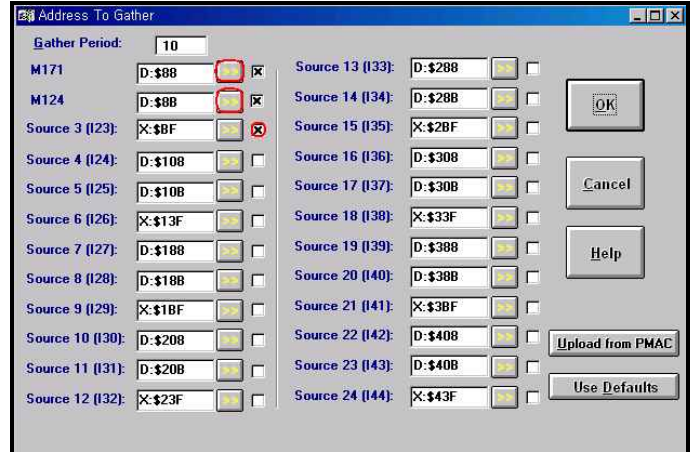 Address To Gather
Gather Period: 10
M171 D:$88 >>
M124 D:$8B >>
Source 3 (I23): X:$BF >>
Source 4 (I24): D:$108 >>
Source 5 (I25): D:$10B >>
Source 6 (I26): X:$13F >>
Source 7 (I27): D:$188 >>
Source 8 (I28): D:$18B >>
Source 9 (I29): X:$1BF >>
Source 10 (I30): D:$208 >>
Source 11 (I31): D:$20B >>
Source 12 (I32): X:$23F >>
Source 13 (I33): D:$288 >>
Source 14 (I34): D:$28B >>
Source 15 (I35): X:$2BF >>
Source 16 (I36): D:$308 >>
Source 17 (I37): D:$30B >>
Source 18 (I38): X:$33F >>
Source 19 (I39): D:$388 >>
Source 20 (I40): D:$38B >>
Source 21 (I41): X:$3BF >>
Source 22 (I42): D:$408 >>
Source 23 (I43): D:$40B >>
Source 24 (I44): X:$43F >>
OK
Cancel
Help
Upload from PMAC
Use Defaults